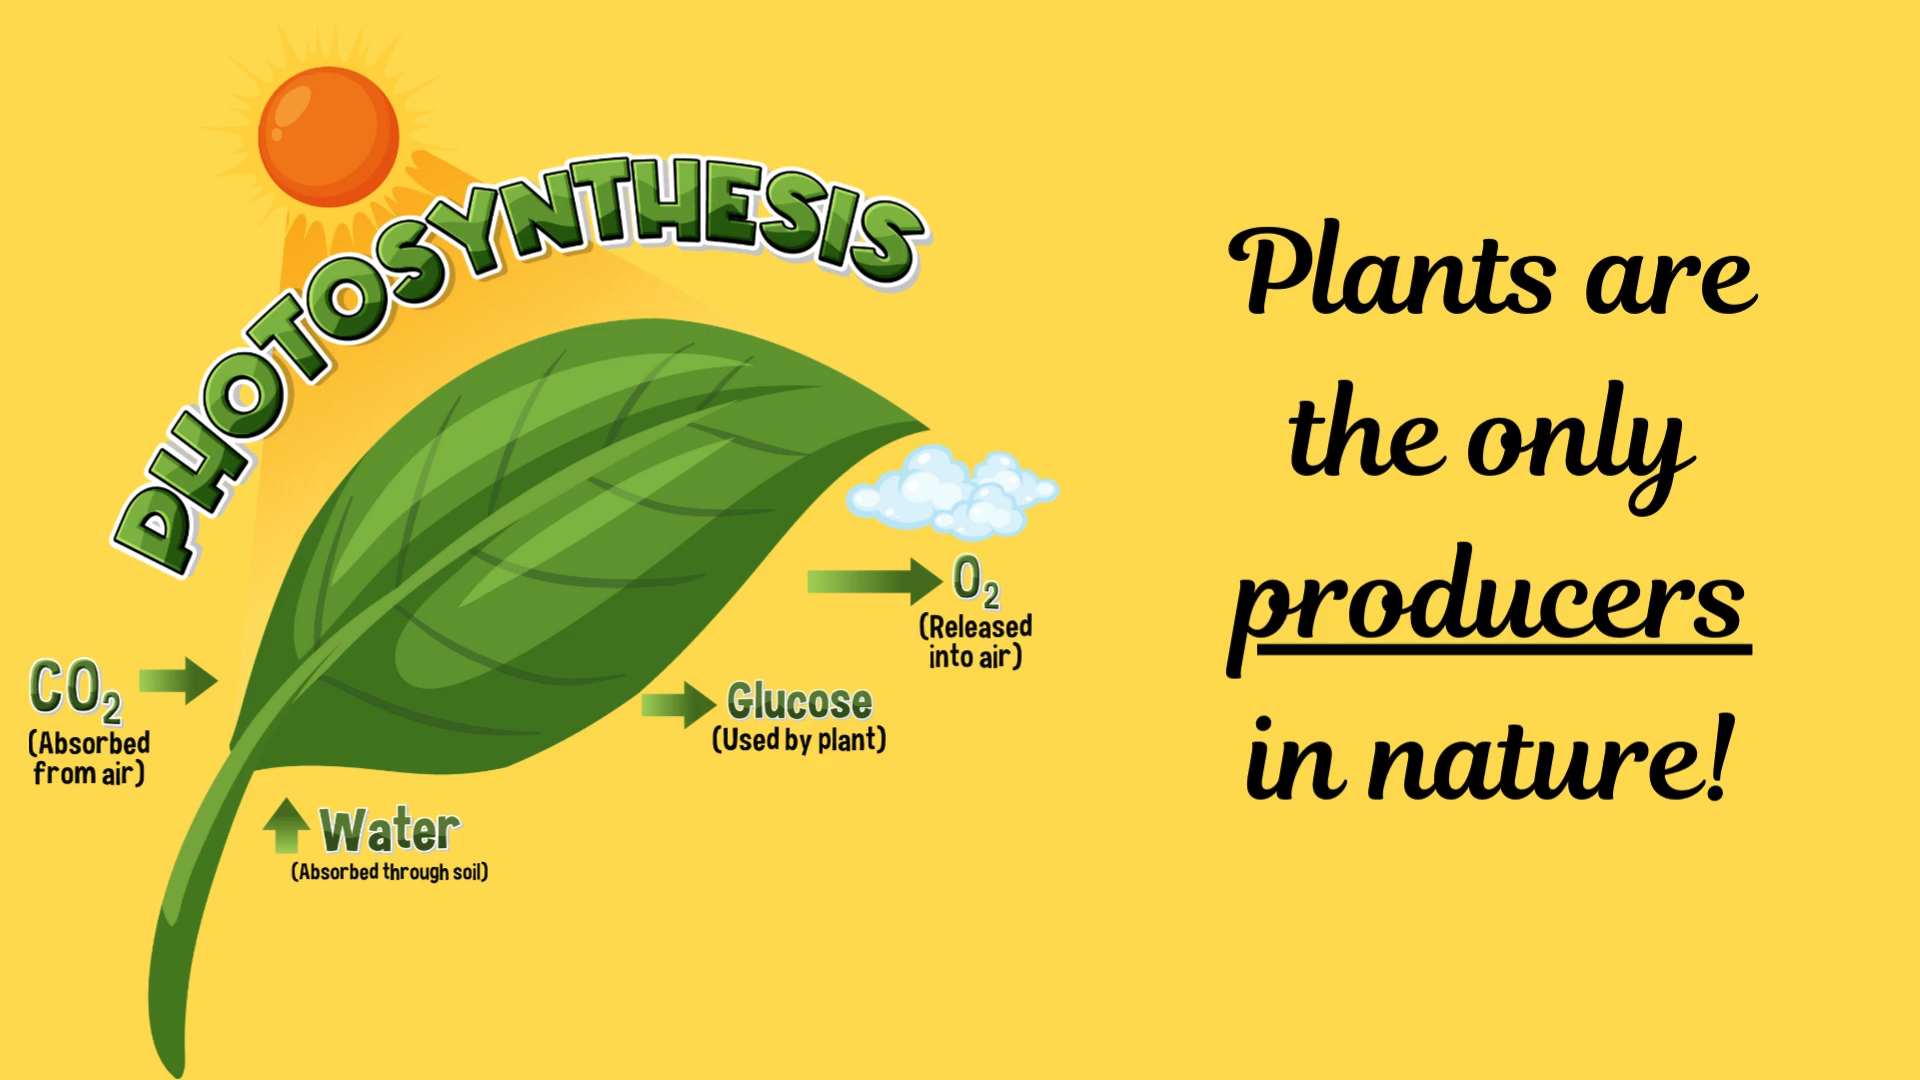 PHOTOSYNTHESIS
CO₂
(Absorbed
from air)
Water
(Absorbed through soil)
O₂
(Released
into air)
Glucose
(Used by plant)
Plants are
the only
producers
in nature!